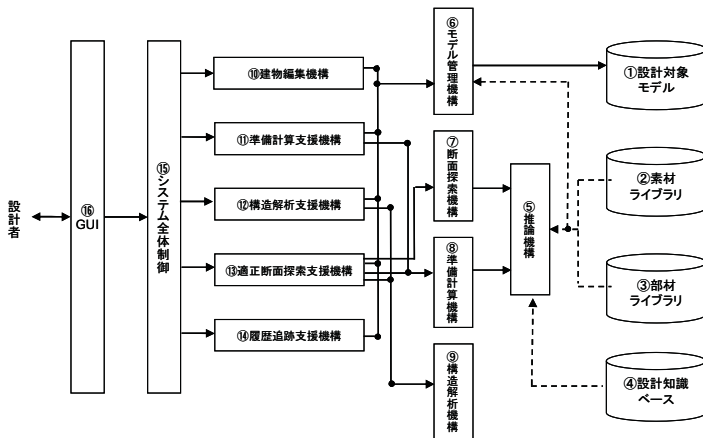 設計者
⑯
GUI
⑮システム全体制御
⑩建物編集機構
⑪準備計算支援機構
⑫構造解析支援機構
⑬適正断面探索支援機構
⑭履歴追跡支援機構
⑥モデル管理機構
⑦断面探索機構
⑧準備計算機構
⑨構造解析機構
⑤推論機構
①設計対象
モデル
②素材
ライブラリ
③部材
ライブラリ
④設計知識
ベース